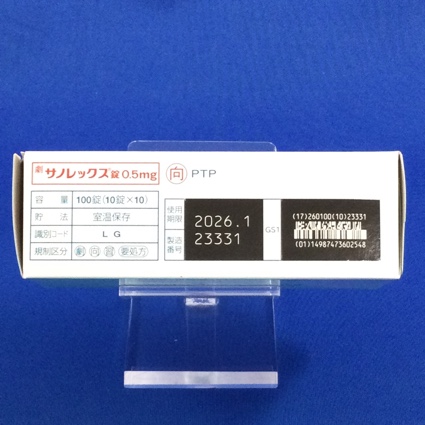 劇 サノレックス錠0.5mg 向 PTP
容量 100錠(10錠×10)
貯法 室温保存
識別コード LG
規制区分 劇 向 習 要処方
使用期限 2026.1
製造番号 23331
GS1
(17)260100(10)23331
(01)14987473602548